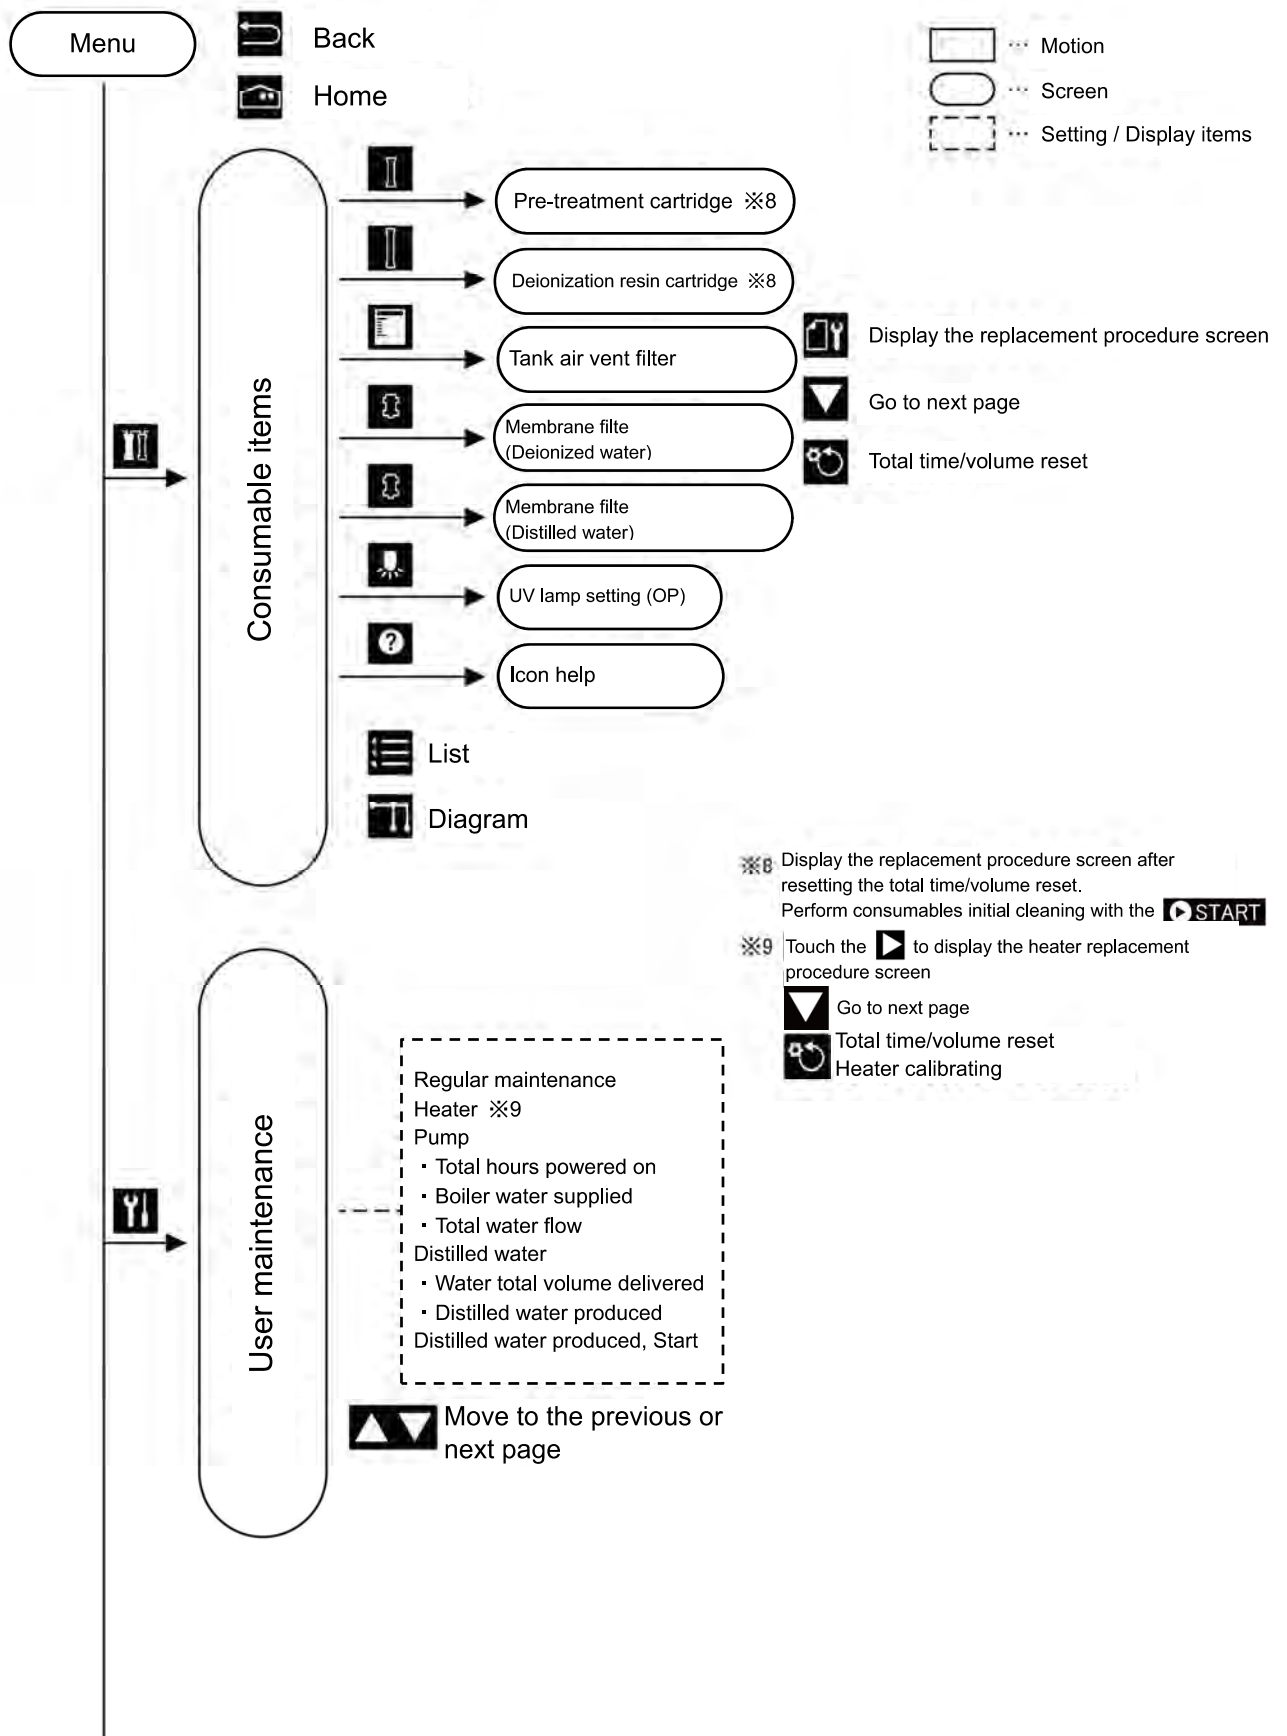 Menu
Back
Home
··· Motion
··· Screen
··· Setting / Display items
Consumable items
Pre-treatment cartridge ※8
Deionization resin cartridge ※8
Tank air vent filter
Membrane filte
(Deionized water)
Membrane filte
(Distilled water)
UV lamp setting (OP)
?
Icon help
List
Diagram
Display the replacement procedure screen
Go to next page
Total time/volume reset
※8 Display the replacement procedure screen after
resetting the total time/volume reset.
Perform consumables initial cleaning with the START
※9 Touch the to display the heater replacement
procedure screen
Go to next page
Total time/volume reset
Heater calibrating
User maintenance
Regular maintenance
Heater ※9
Pump
・Total hours powered on
・Boiler water supplied
・Total water flow
Distilled water
・Water total volume delivered
・Distilled water produced
Distilled water produced, Start
Move to the previous or
next page